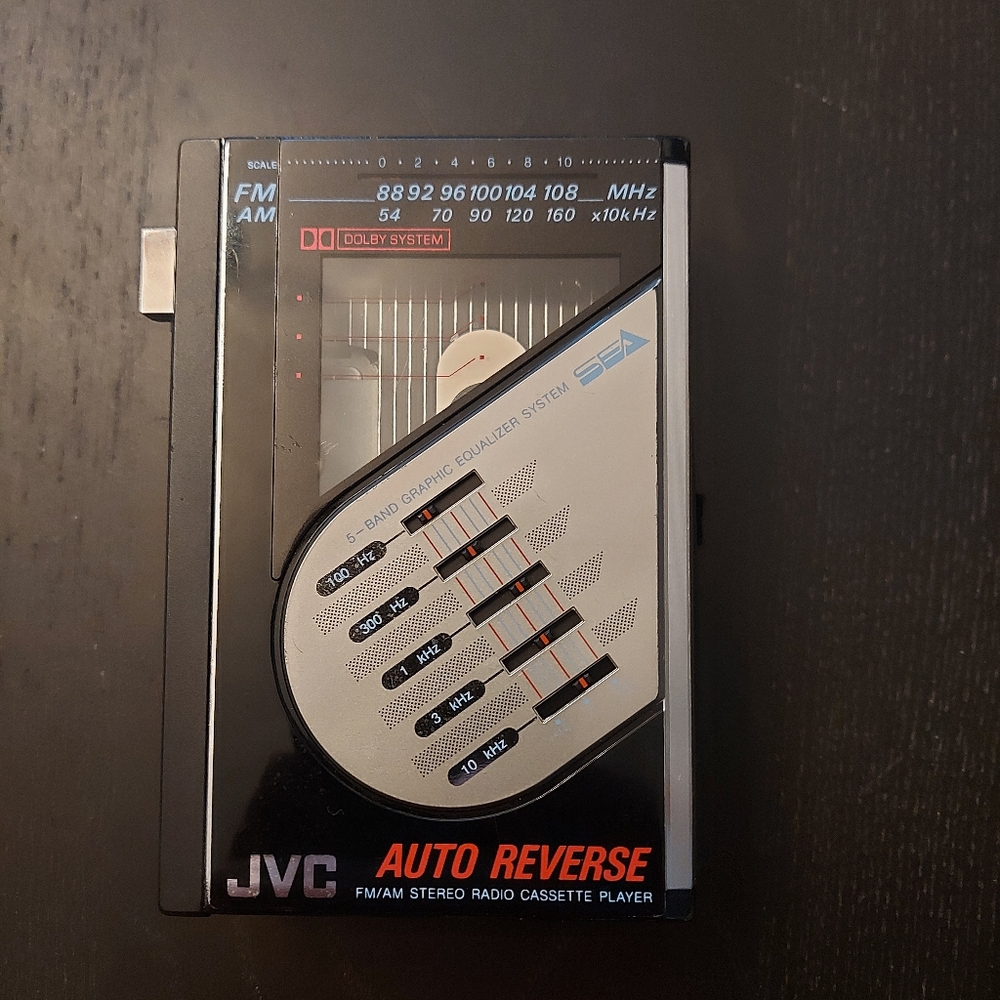 SCALE 0 2 4 6 8 10
FM 88 92 96 100 104 108 MHz
AM 54 70 90 120 160 x10kHz
DOLBY SYSTEM
5-BAND GRAPHIC EQUALIZER SYSTEM SEA
100 Hz
300 Hz
1 kHz
3 kHz
10 kHz
JVC AUTO REVERSE
FM/AM STEREO RADIO CASSETTE PLAYER